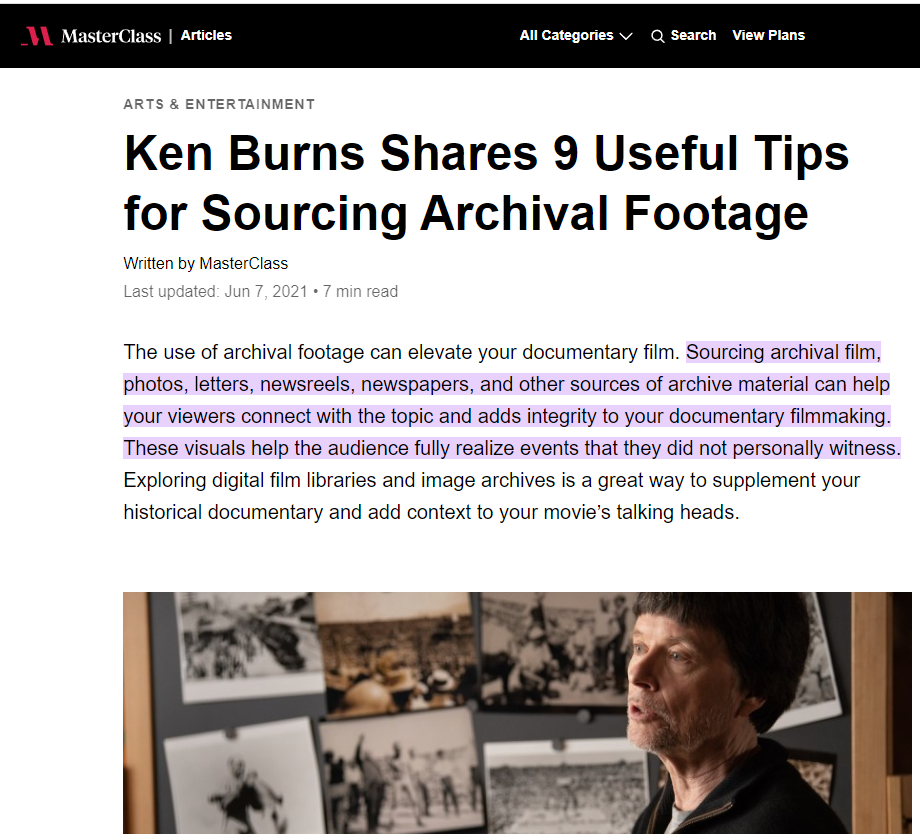 MasterClass | Articles
All Categories Search View Plans
ARTS & ENTERTAINMENT
Ken Burns Shares 9 Useful Tips
for Sourcing Archival Footage
Written by MasterClass
Last updated: Jun 7, 2021 • 7 min read
The use of archival footage can elevate your documentary film. Sourcing archival film,
photos, letters, newsreels, newspapers, and other sources of archive material can help
your viewers connect with the topic and adds integrity to your documentary filmmaking.
These visuals help the audience fully realize events that they did not personally witness.
Exploring digital film libraries and image archives is a great way to supplement your
historical documentary and add context to your movie’s talking heads.